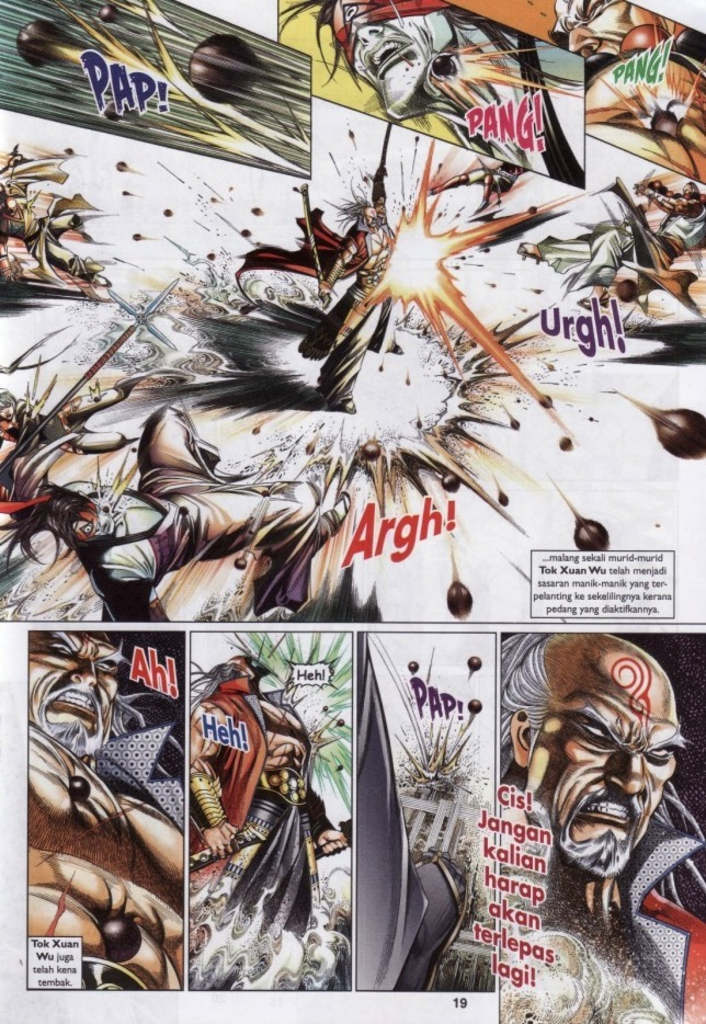 PAP!
PANG!
PANG!
Urgh!
Argh!
...malang sekali murid-murid
Tok Xuan Wu telah menjadi
sasaran manik-manik yang ter-
pelanting ke sekelilingnya kerana
pedang yang diaktifkannya.
Ah!
Tok Xuan
Wu juga
telah kena
tembak.
Heh!
Heh!
PAP!
Cis!
Jangan
kalian
harap
akan
terlepas
lagi!
19